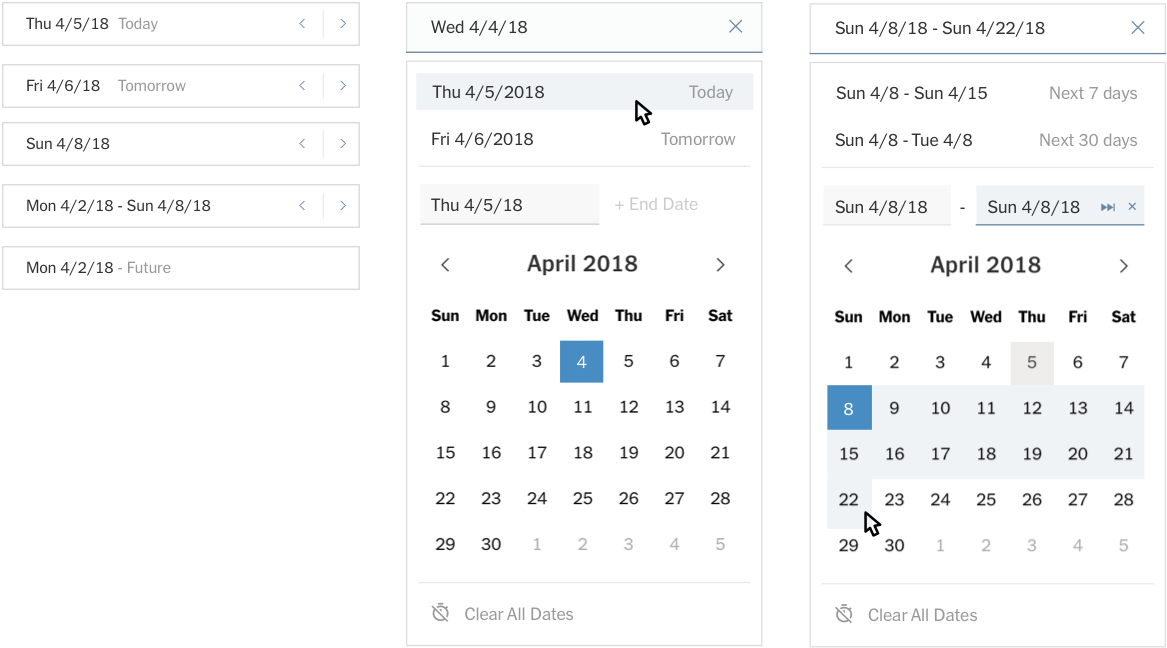 Thu 4/5/18 Today
Fri 4/6/18 Tomorrow
Sun 4/8/18
Mon 4/2/18 - Sun 4/8/18
Mon 4/2/18 - Future
Wed 4/4/18
Thu 4/5/2018 Today
Fri 4/6/2018 Tomorrow
Thu 4/5/18 + End Date
April 2018
Sun Mon Tue Wed Thu Fri Sat
1 2 3 4 5 6 7
8 9 10 11 12 13 14
15 16 17 18 19 20 21
22 23 24 25 26 27 28
29 30 1 2 3 4 5
Clear All Dates
Sun 4/8/18 - Sun 4/22/18
Sun 4/8 - Sun 4/15 Next 7 days
Sun 4/8 - Tue 4/8 Next 30 days
Sun 4/8/18 - Sun 4/8/18
April 2018
Sun Mon Tue Wed Thu Fri Sat
1 2 3 4 5 6 7
8 9 10 11 12 13 14
15 16 17 18 19 20 21
22 23 24 25 26 27 28
29 30 1 2 3 4 5
Clear All Dates